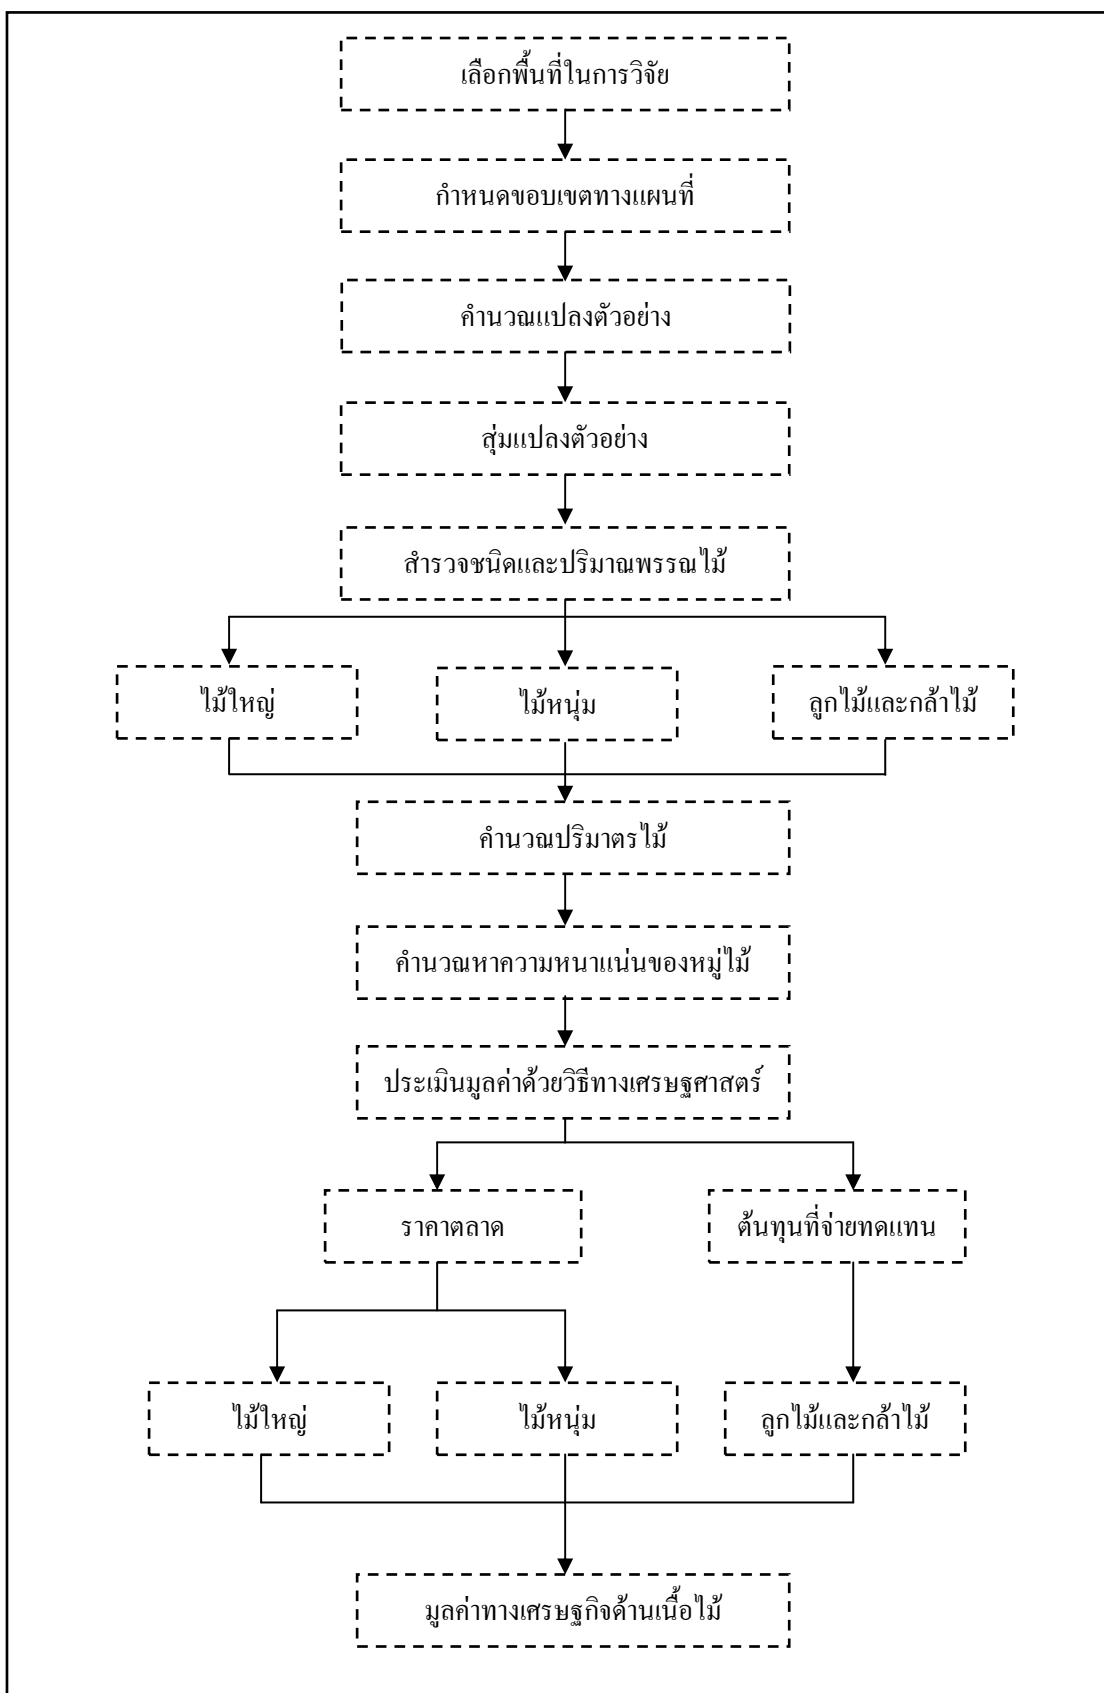 เลือกพื้นที่ในการวิจัย
กำหนดขอบเขตทางแผนที่
คำนวณแปลงตัวอย่าง
สุ่มแปลงตัวอย่าง
สำรวจชนิดและปริมาณพรรณไม้
ไม้ใหญ่
ไม้หนุ่ม
ลูกไม้และกล้าไม้
คำนวณปริมาตรไม้
คำนวณหาความหนาแน่นของหมู่ไม้
ประเมินมูลค่าด้วยวิธีทางเศรษฐศาสตร์
ราคาตลาด
ต้นทุนที่จ่ายทดแทน
ไม้ใหญ่
ไม้หนุ่ม
ลูกไม้และกล้าไม้
มูลค่าทางเศรษฐกิจด้านเนื้อไม้